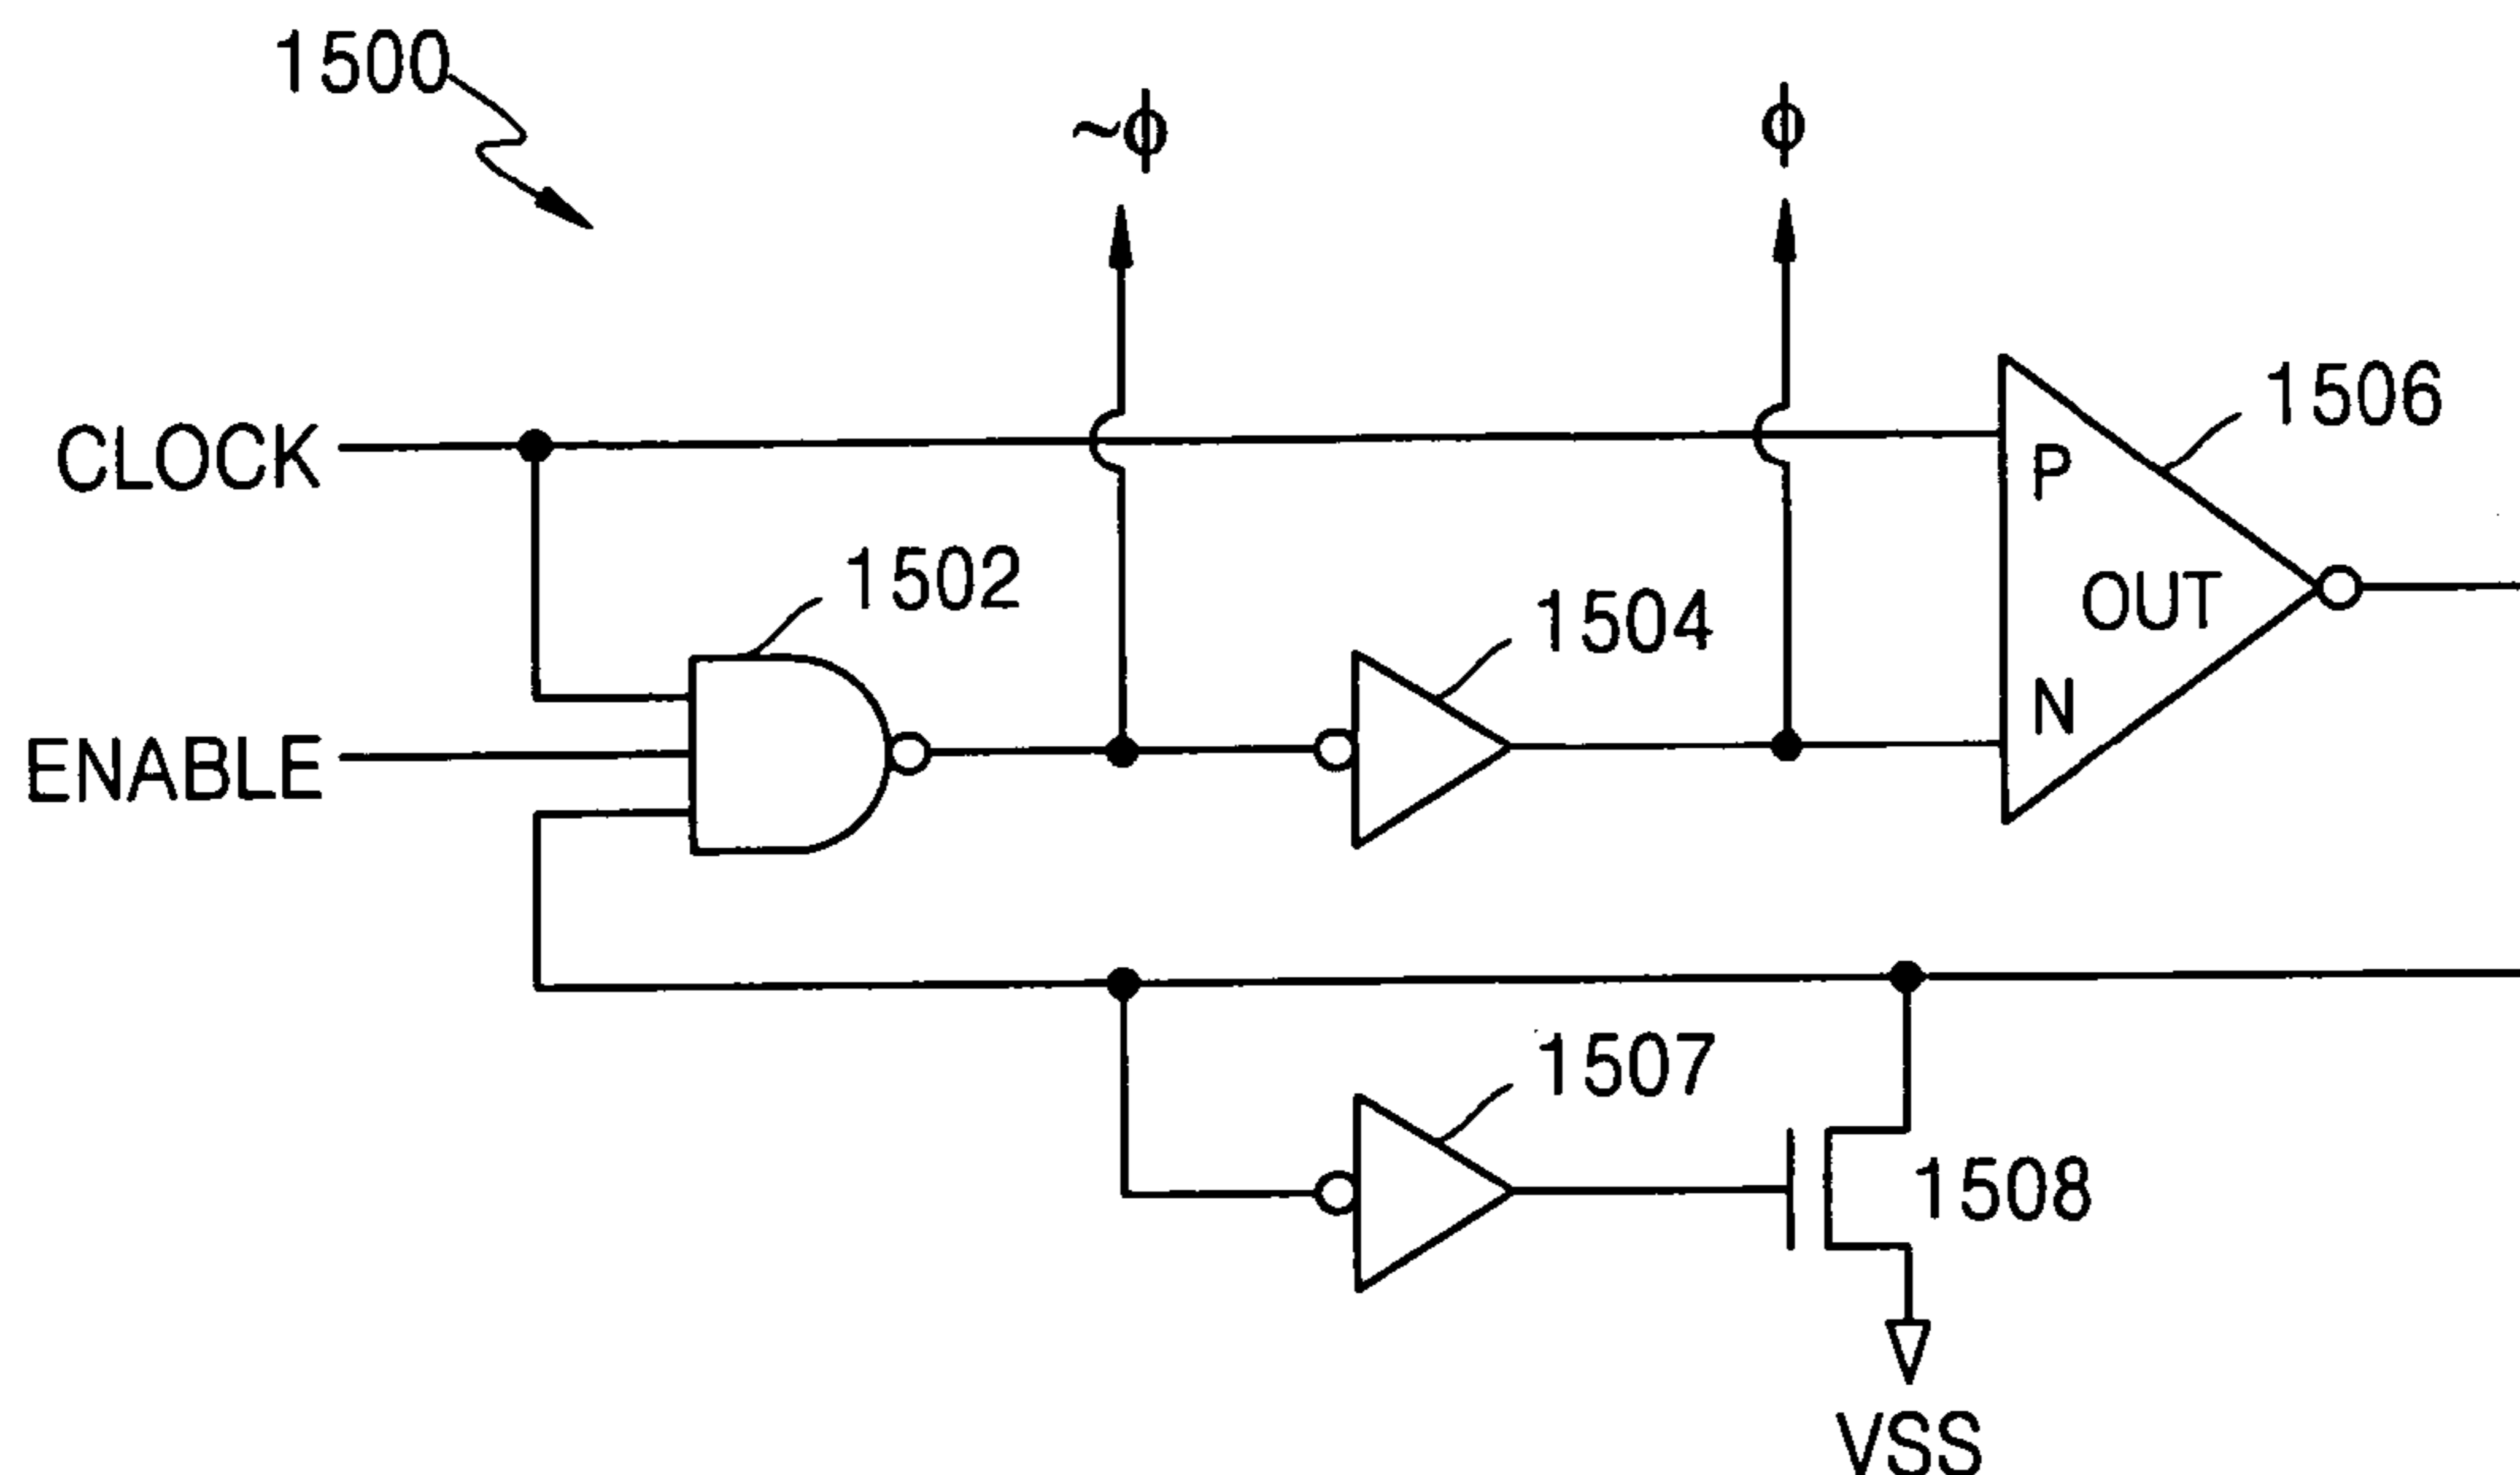 1500
~ϕ
ϕ
1506
CLOCK
P
1502
OUT
1504
ENABLE
N
1507
1508
VSS